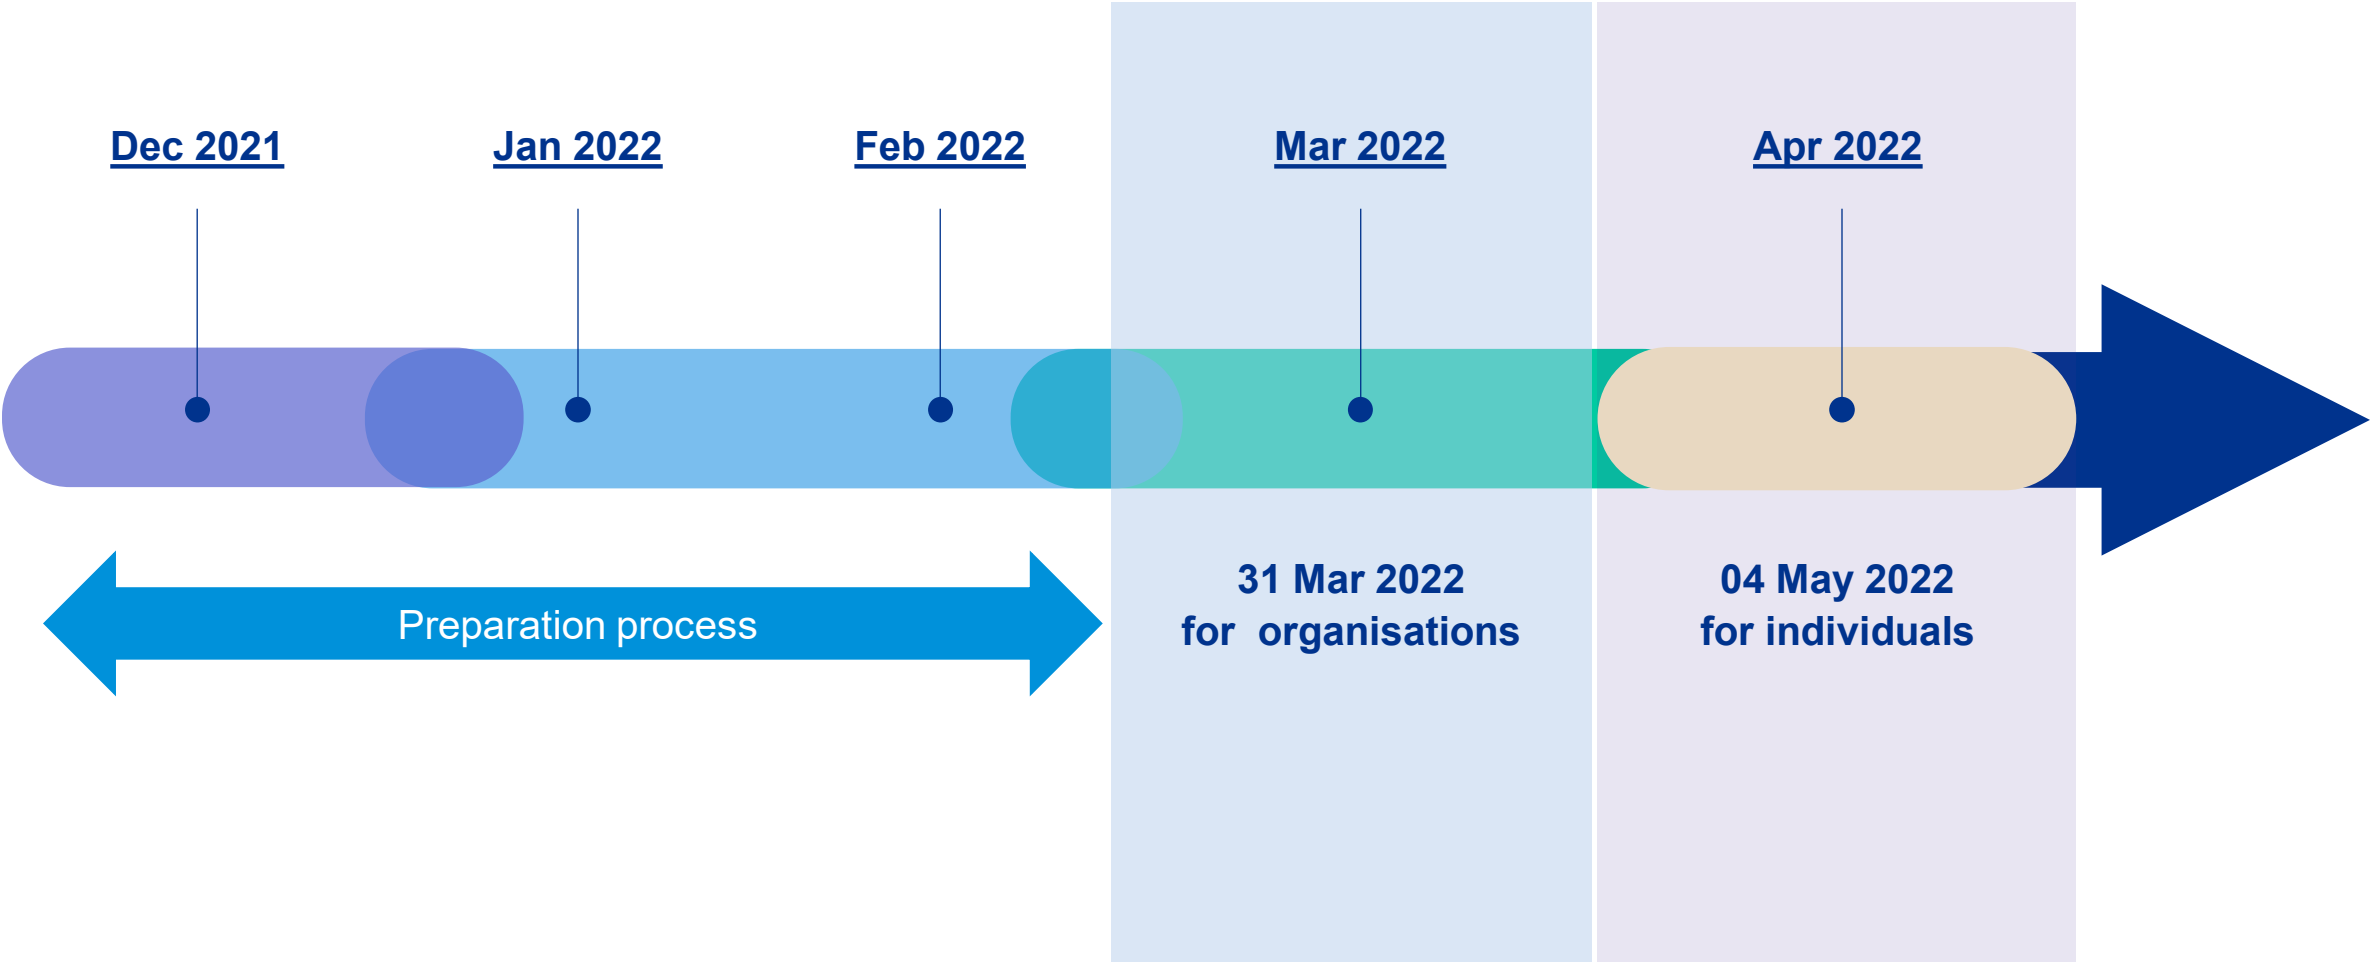 Dec 2021
Jan 2022
Feb 2022
Mar 2022
Apr 2022
Preparation process
31 Mar 2022
for  organisations
04 May 2022
for individuals